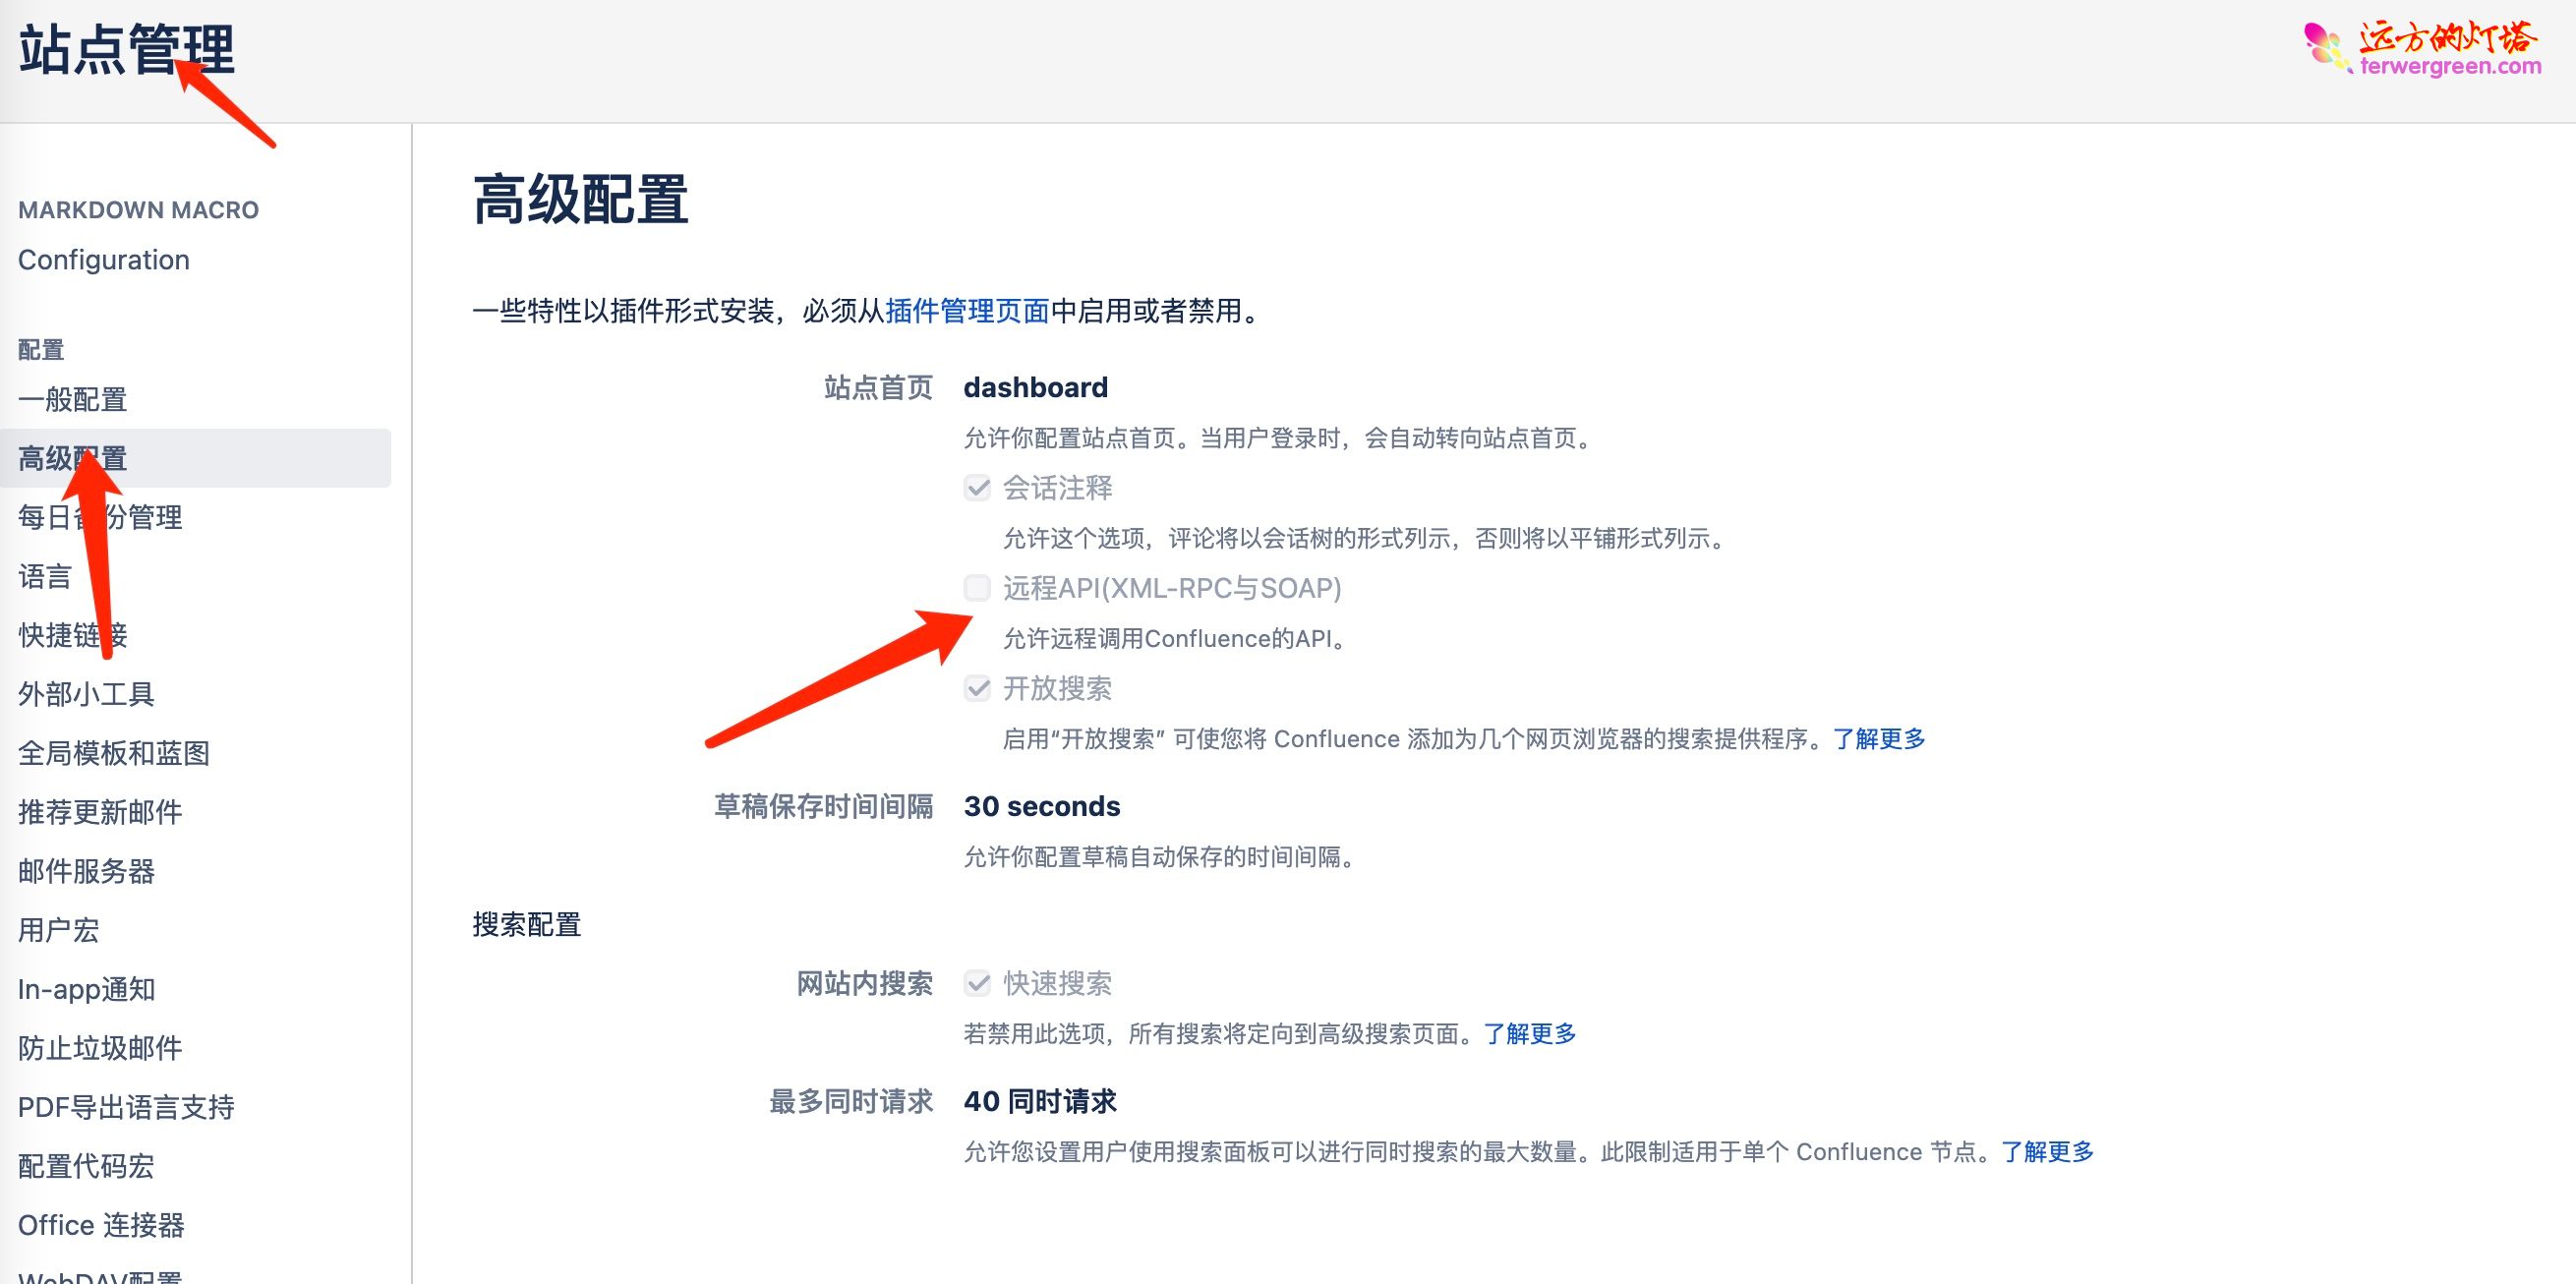 站点管理
远方的灯塔
terwergreen.com
MARKDOWN MACRO
Configuration
配置
一般配置
高级配置
每日备份管理
语言
快捷链接
外部小工具
全局模板和蓝图
推荐更新邮件
邮件服务器
用户宏
In-app通知
防止垃圾邮件
PDF导出语言支持
配置代码宏
Office 连接器
WebDAV配置
高级配置
一些特性以插件形式安装，必须从插件管理页面中启用或者禁用。
站点首页 dashboard
允许你配置站点首页。当用户登录时，会自动转向站点首页。
会话注释
允许这个选项，评论将以会话树的形式列示，否则将以平铺形式列示。
远程API(XML-RPC与SOAP)
允许远程调用Confluence的API。
开放搜索
启用“开放搜索” 可使您将 Confluence 添加为几个网页浏览器的搜索提供程序。了解更多
草稿保存时间间隔 30 seconds
允许你配置草稿自动保存的时间间隔。
搜索配置
网站内搜索 快速搜索
若禁用此选项，所有搜索将定向到高级搜索页面。了解更多
最多同时请求 40 同时请求
允许您设置用户使用搜索面板可以进行同时搜索的最大数量。此限制适用于单个 Confluence 节点。了解更多